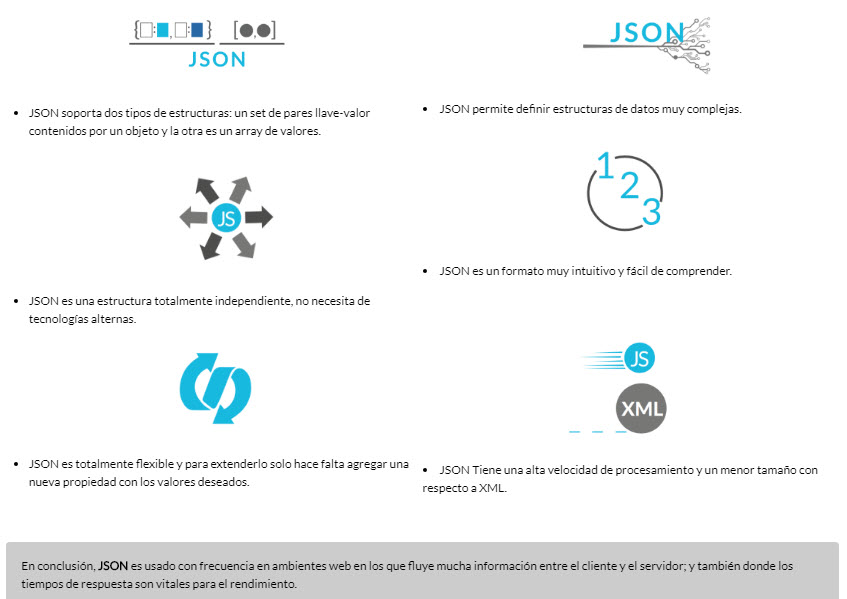 {□:■,□:■} [●,●]
JSON
• JSON soporta dos tipos de estructuras: un set de pares llave-valor
contenidos por un objeto y la otra es un array de valores.
JS
• JSON es una estructura totalmente independiente, no necesita de
tecnologías alternas.
• JSON es totalmente flexible y para extenderlo solo hace falta agregar una
nueva propiedad con los valores deseados.
JSON
• JSON permite definir estructuras de datos muy complejas.
1
2
3
• JSON es un formato muy intuitivo y fácil de comprender.
JS
XML
• JSON Tiene una alta velocidad de procesamiento y un menor tamaño con
respecto a XML.
En conclusión, JSON es usado con frecuencia en ambientes web en los que fluye mucha información entre el cliente y el servidor; y también donde los
tiempos de respuesta son vitales para el rendimiento.